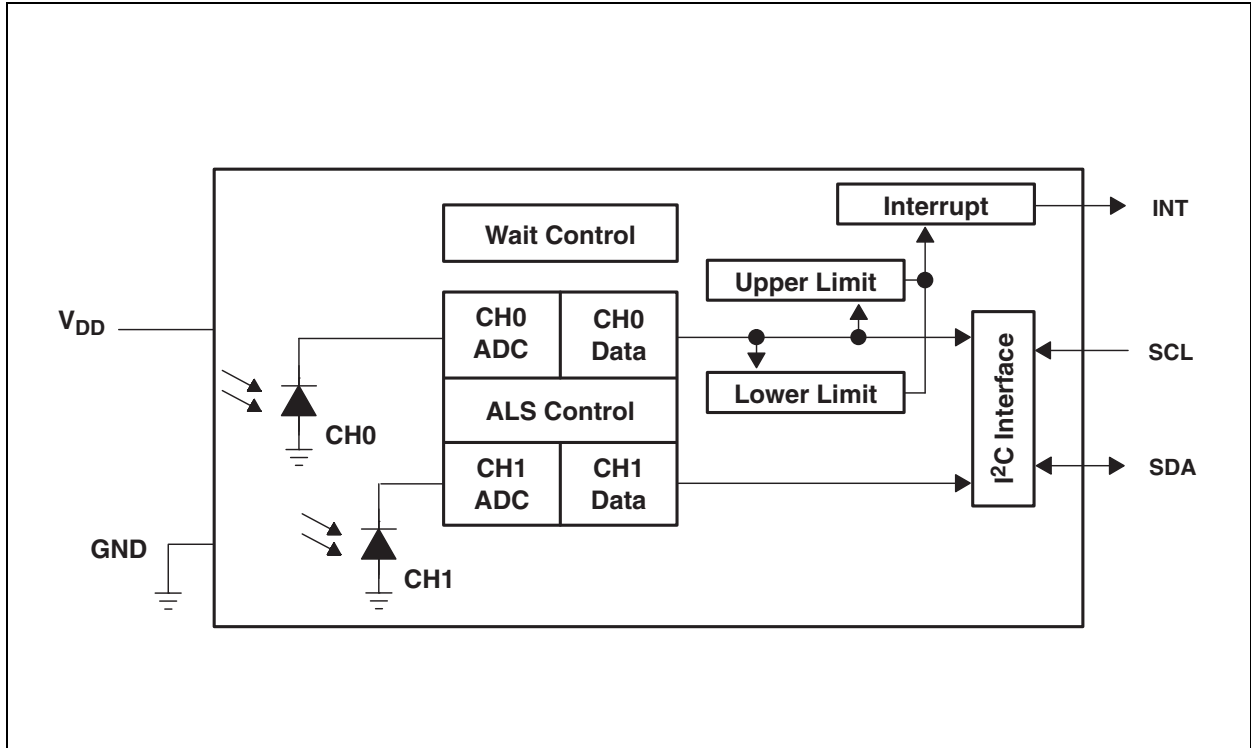 Wait Control
Interrupt
INT
Upper Limit
V_DD
CH0
ADC
CH0
Data
Lower Limit
I²C Interface
SCL
ALS Control
CH0
CH1
ADC
CH1
Data
SDA
GND
CH1